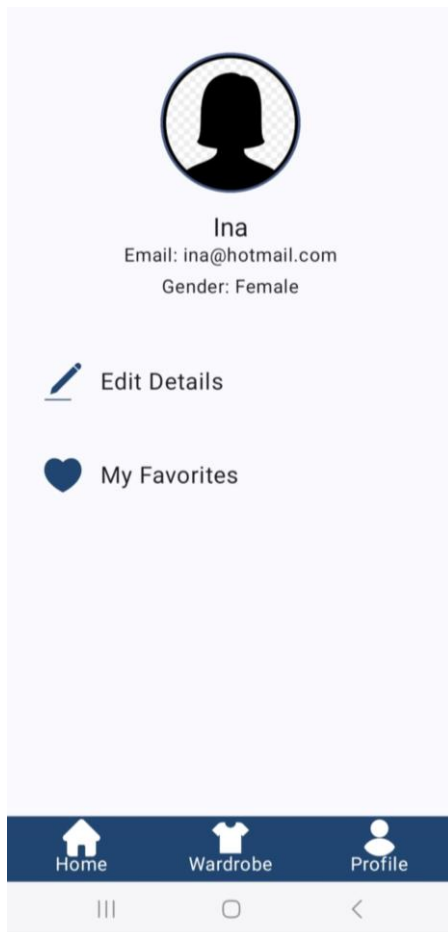 Ina
Email: ina@hotmail.com
Gender: Female
Edit Details
My Favorites
Home Wardrobe Profile